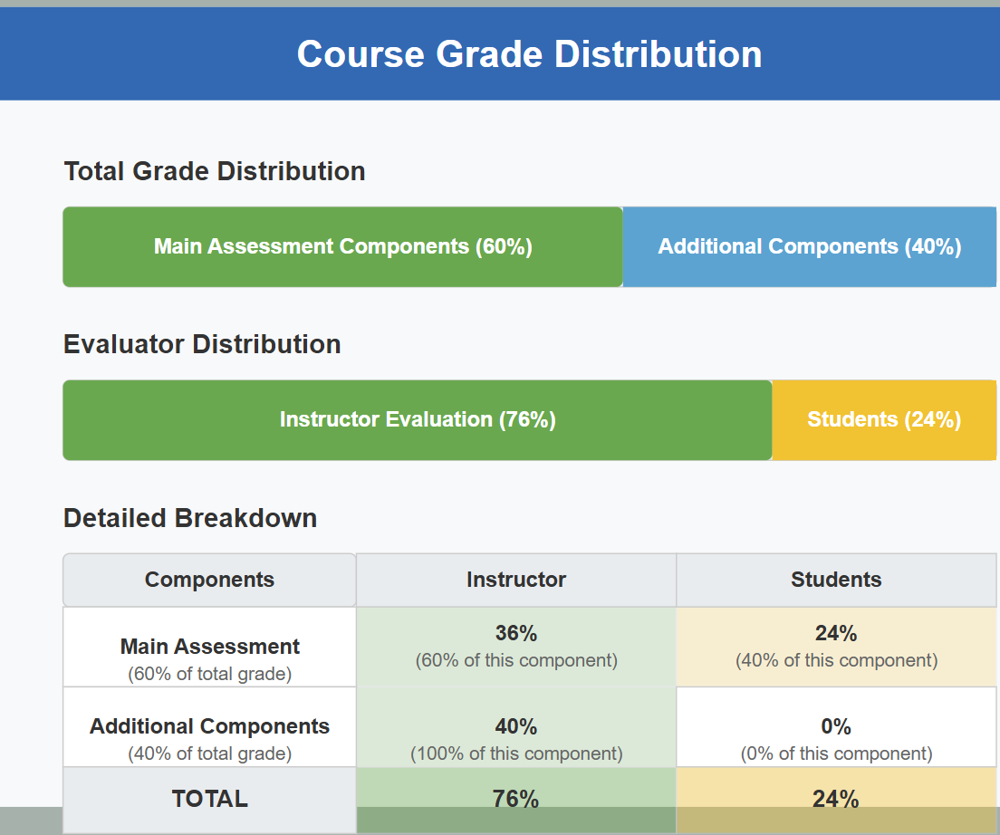 Course Grade Distribution
Total Grade Distribution
Main Assessment Components (60%) Additional Components (40%)
Evaluator Distribution
Instructor Evaluation (76%) Students (24%)
Detailed Breakdown
Components Instructor Students
Main Assessment
(60% of total grade)
36%
(60% of this component)
24%
(40% of this component)
Additional Components
(40% of total grade)
40%
(100% of this component)
0%
(0% of this component)
TOTAL 76% 24%